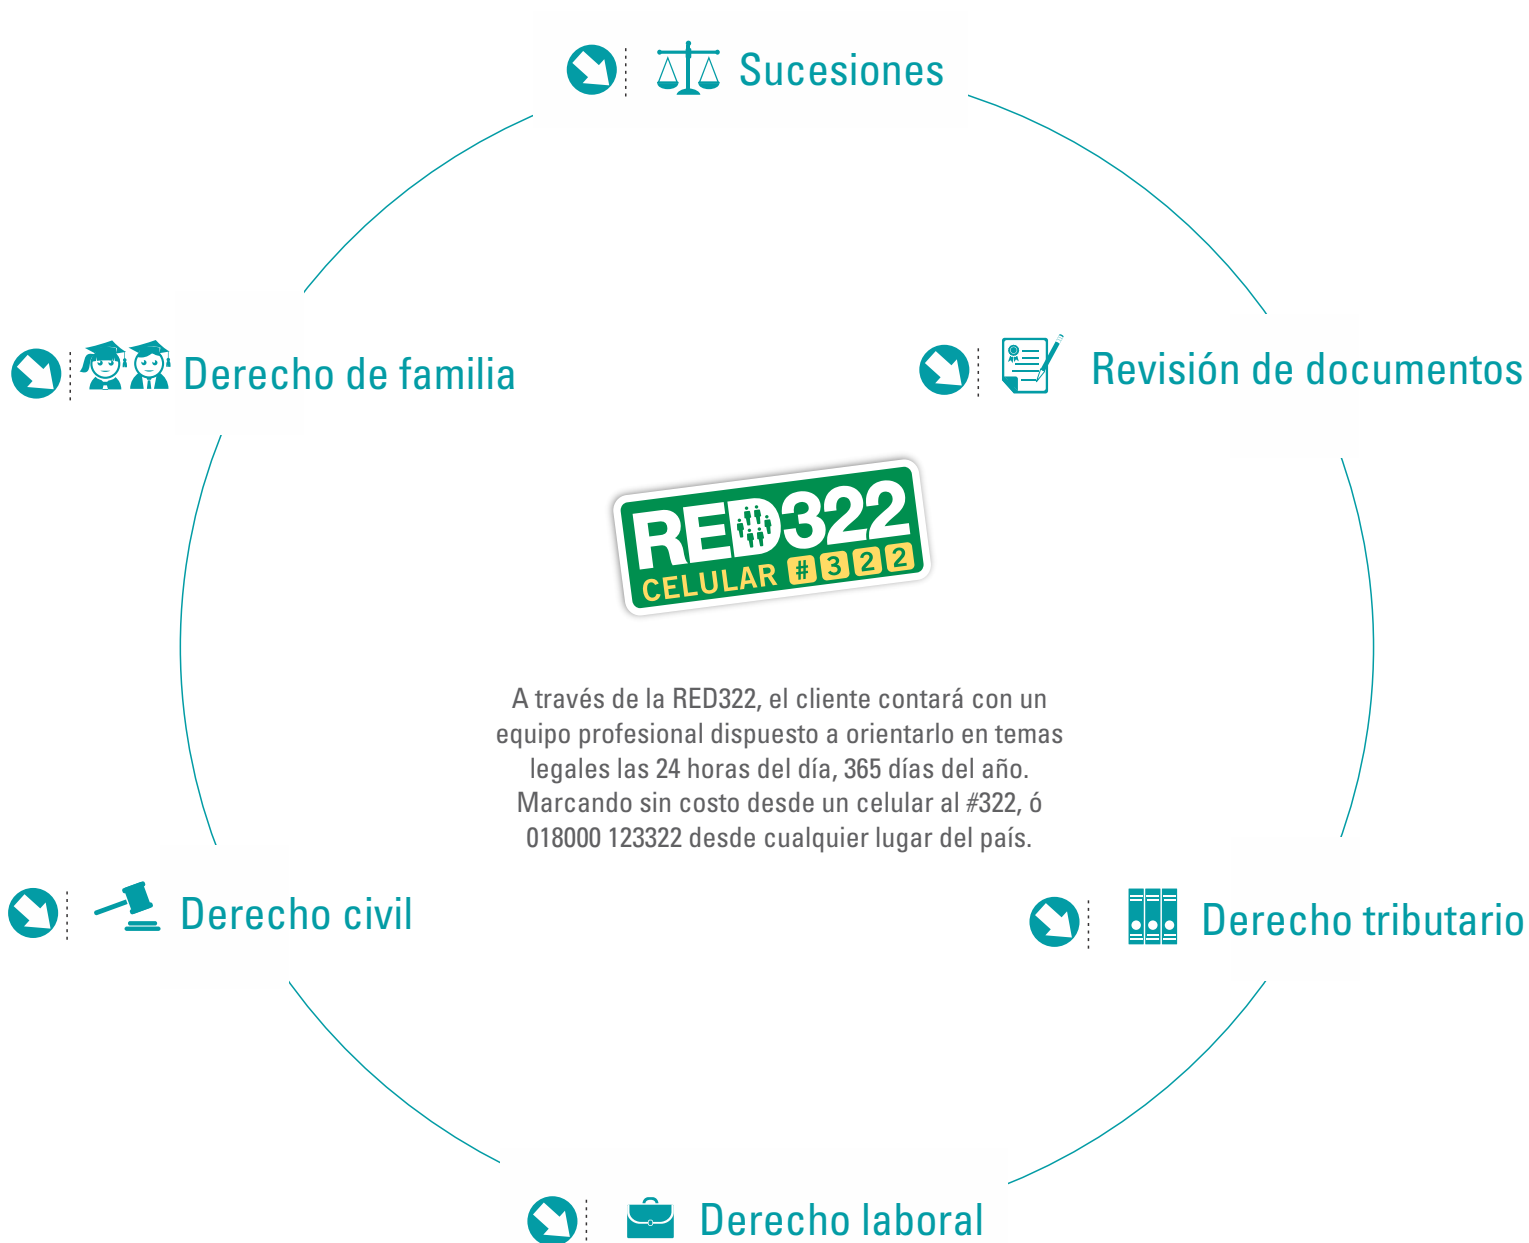 Sucesiones
Derecho de familia
Revisión de documentos
RED322
CELULAR #322
A través de la RED322, el cliente contará con un
equipo profesional dispuesto a orientarlo en temas
legales las 24 horas del día, 365 días del año.
Marcando sin costo desde un celular al #322, ó
018000 123322 desde cualquier lugar del país.
Derecho civil
Derecho tributario
Derecho laboral